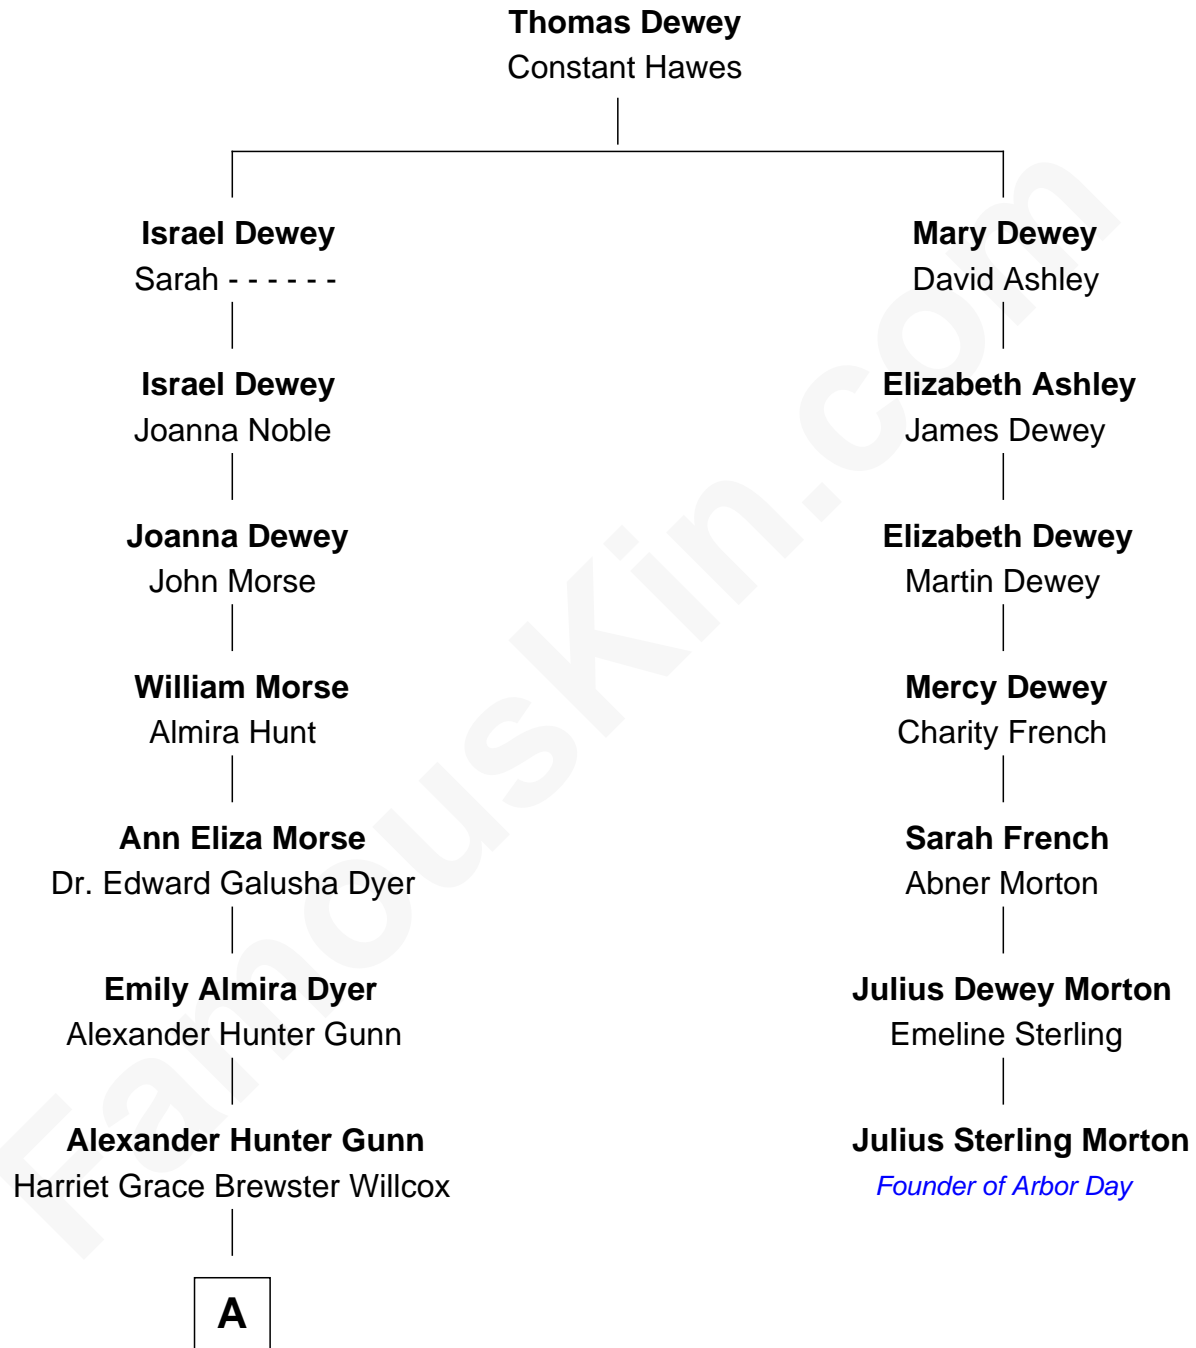 Thomas Dewey
Constant Hawes
Israel Dewey
Sarah - - - - - -
Mary Dewey
David Ashley
Israel Dewey
Joanna Noble
Elizabeth Ashley
James Dewey
Joanna Dewey
John Morse
Elizabeth Dewey
Martin Dewey
William Morse
Almira Hunt
Mercy Dewey
Charity French
Ann Eliza Morse
Dr. Edward Galusha Dyer
Sarah French
Abner Morton
Emily Almira Dyer
Alexander Hunter Gunn
Julius Dewey Morton
Emeline Sterling
Alexander Hunter Gunn
Harriet Grace Brewster Willcox
Julius Sterling Morton
Founder of Arbor Day
A
FamousKin.com